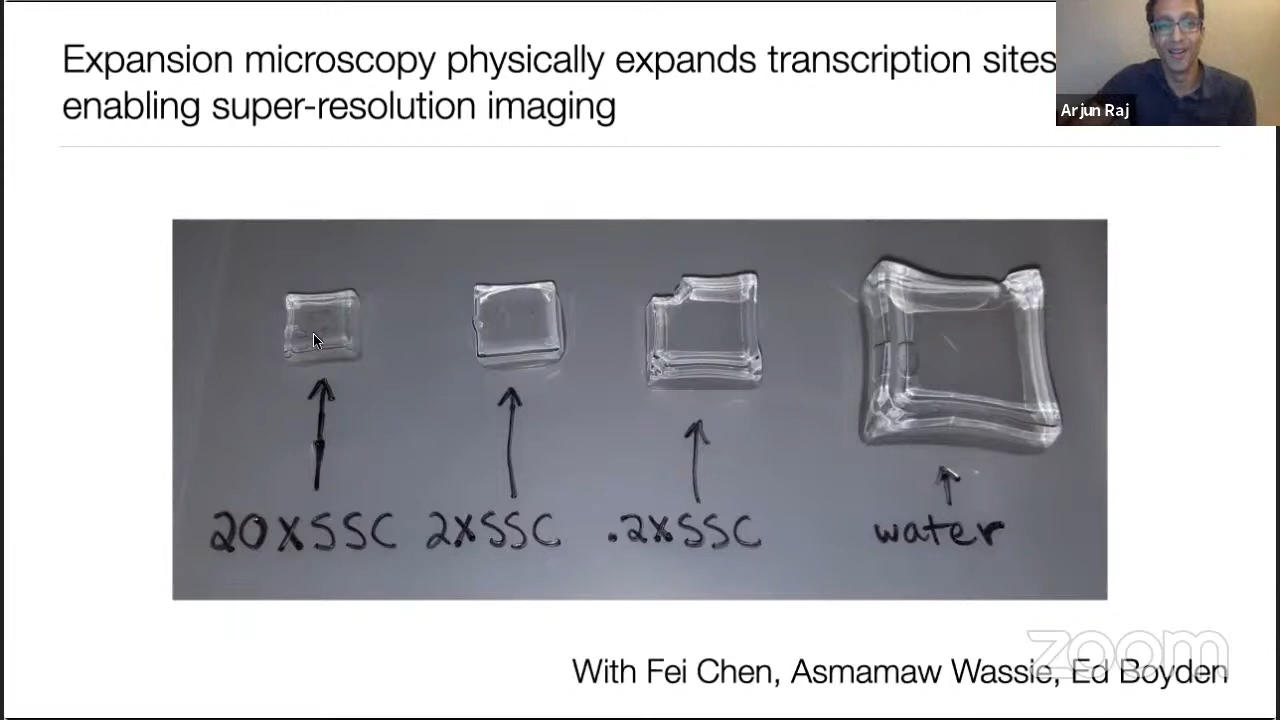 Expansion microscopy physically expands transcription sites
enabling super-resolution imaging
Arjun Raj
20XSSC 2XSSC .2XSSC water
zoom
With Fei Chen, Asmamaw Wassie, Ed Boyden